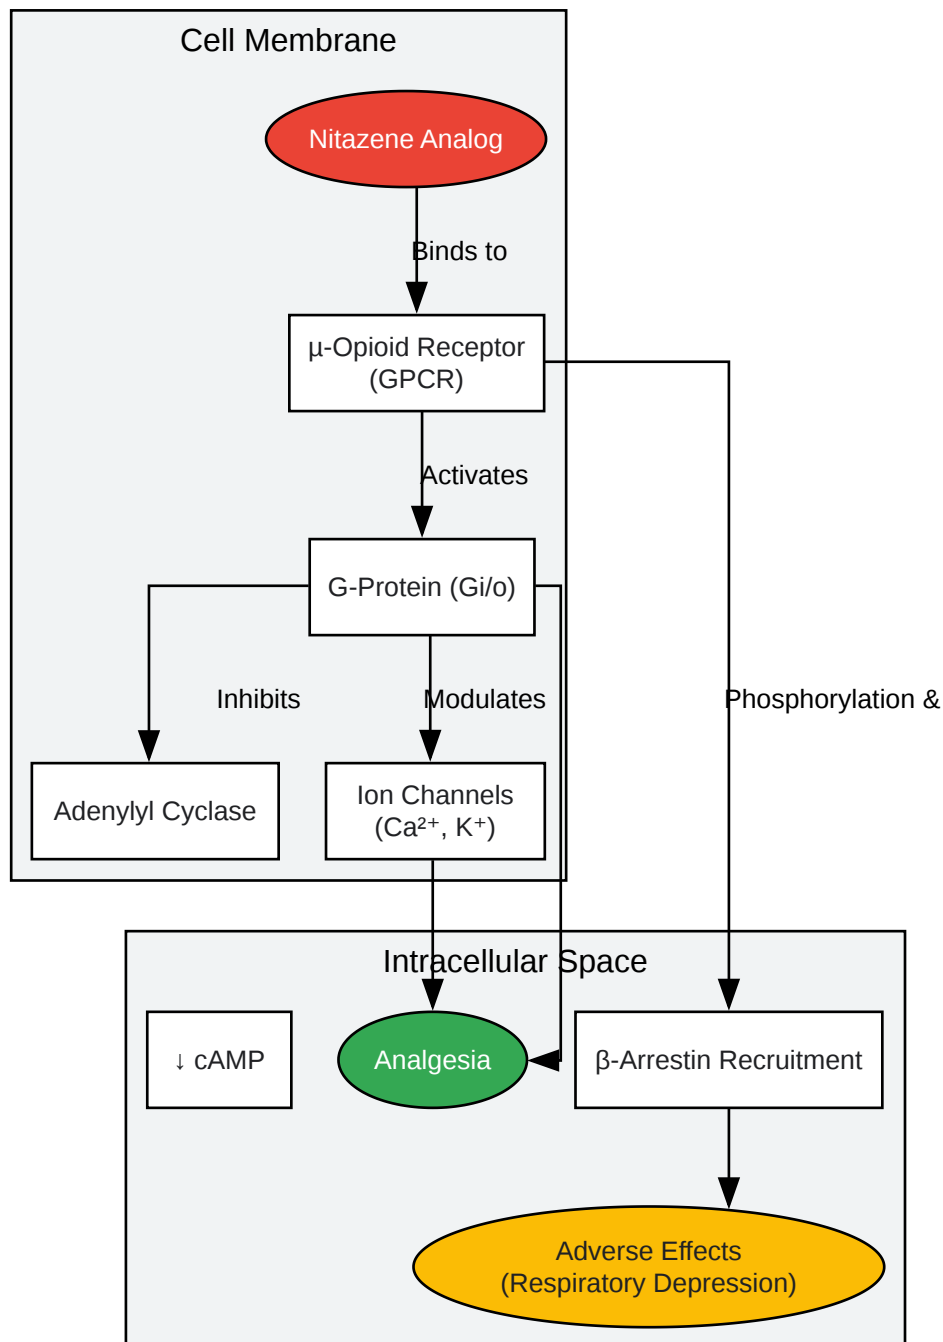 Cell Membrane
Nitazene Analog
Binds to
µ-Opioid Receptor
(GPCR)
Activates
G-Protein (Gi/o)
Inhibits
Modulates
Phosphorylation &
Adenylyl Cyclase
Ion Channels
(Ca²⁺, K⁺)
Intracellular Space
↓ cAMP
Analgesia
β-Arrestin Recruitment
Adverse Effects
(Respiratory Depression)